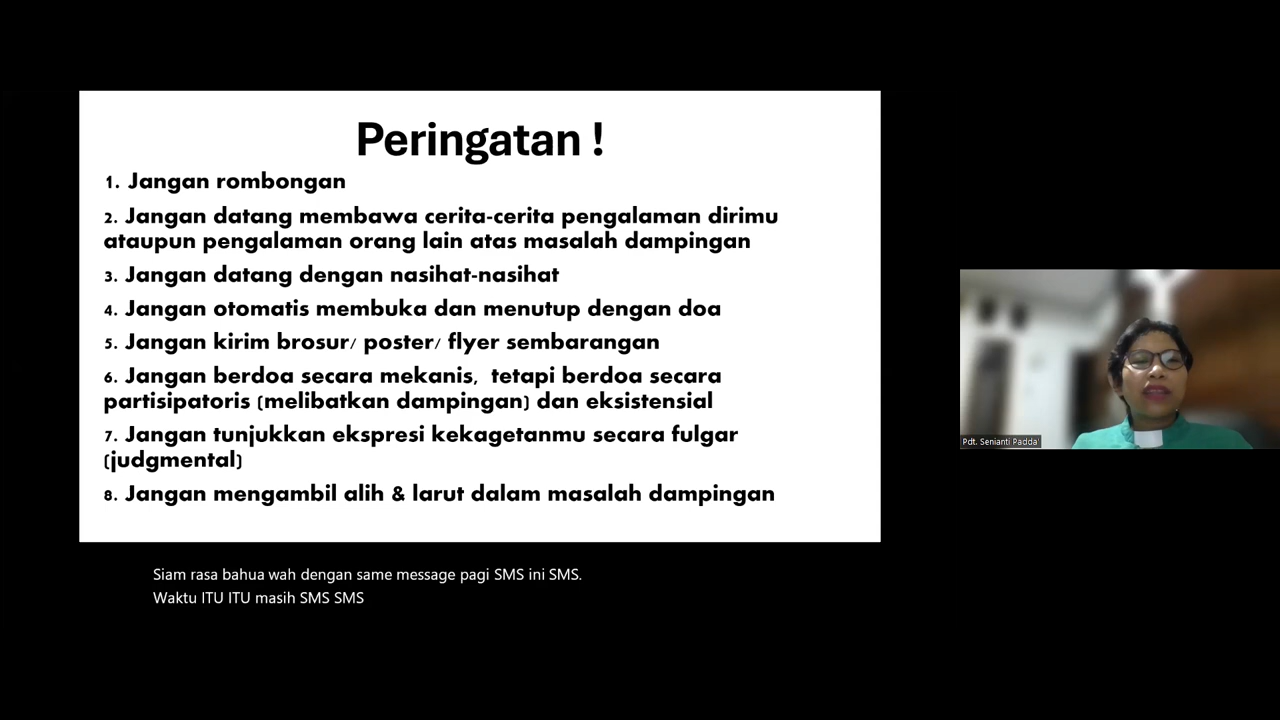 Peringatan !
1. Jangan rombongan
2. Jangan datang membawa cerita-cerita pengalaman dirimu
ataupun pengalaman orang lain atas masalah dampingan
3. Jangan datang dengan nasihat-nasihat
4. Jangan otomatis membuka dan menutup dengan doa
5. Jangan kirim brosur/ poster/ flyer sembarangan
6. Jangan berdoa secara mekanis, tetapi berdoa secara
partisipatoris (melibatkan dampingan) dan eksistensial
7. Jangan tunjukkan ekspresi kekagetanmu secara fulgar
(judgmental)
8. Jangan mengambil alih & larut dalam masalah dampingan
Pdt. Senianti Padda'
Siam rasa bahua wah dengan same message pagi SMS ini SMS.
Waktu ITU ITU masih SMS SMS